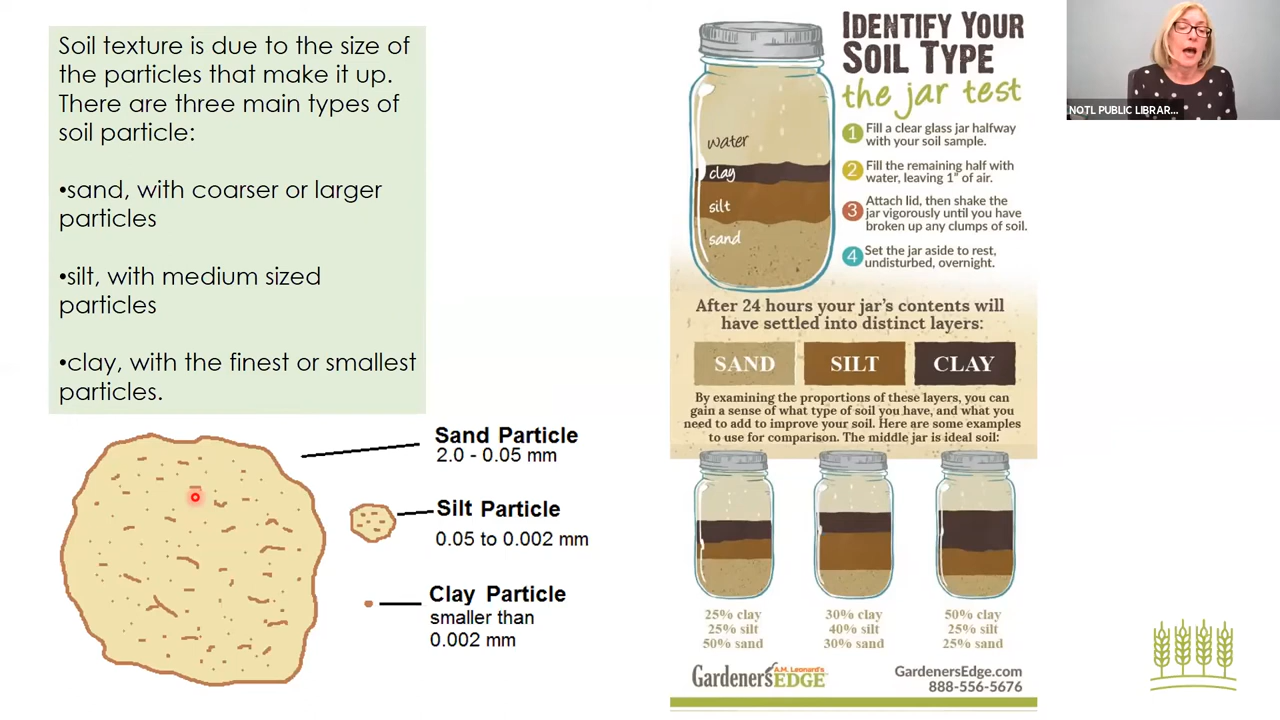 Soil texture is due to the size of
the particles that make it up.
There are three main types of
soil particle:
•sand, with coarser or larger
particles
•silt, with medium sized
particles
•clay, with the finest or smallest
particles.
Sand Particle
2.0 - 0.05 mm
Silt Particle
0.05 to 0.002 mm
Clay Particle
smaller than
0.002 mm
IDENTIFY YOUR
SOIL TYPE
the jar test
water
clay
silt
sand
1 Fill a clear glass jar halfway
with your soil sample.
2 Fill the remaining half with
water, leaving 1" of air.
3 Attach lid, then shake the
jar vigorously until you have
broken up any clumps of soil.
4 Set the jar aside to rest,
undisturbed, overnight.
After 24 hours your jar's contents will
have settled into distinct layers:
SAND SILT CLAY
By examining the proportions of these layers, you can
gain a sense of what type of soil you have, and what you
need to add to improve your soil. Here are some examples
to use for comparison. The middle jar is ideal soil:
25% clay
25% silt
50% sand
30% clay
40% silt
30% sand
50% clay
25% silt
25% sand
A.M. Leonard's
Gardener's EDGE
GardenersEdge.com
888-556-5676
NOTL PUBLIC LIBRAR...